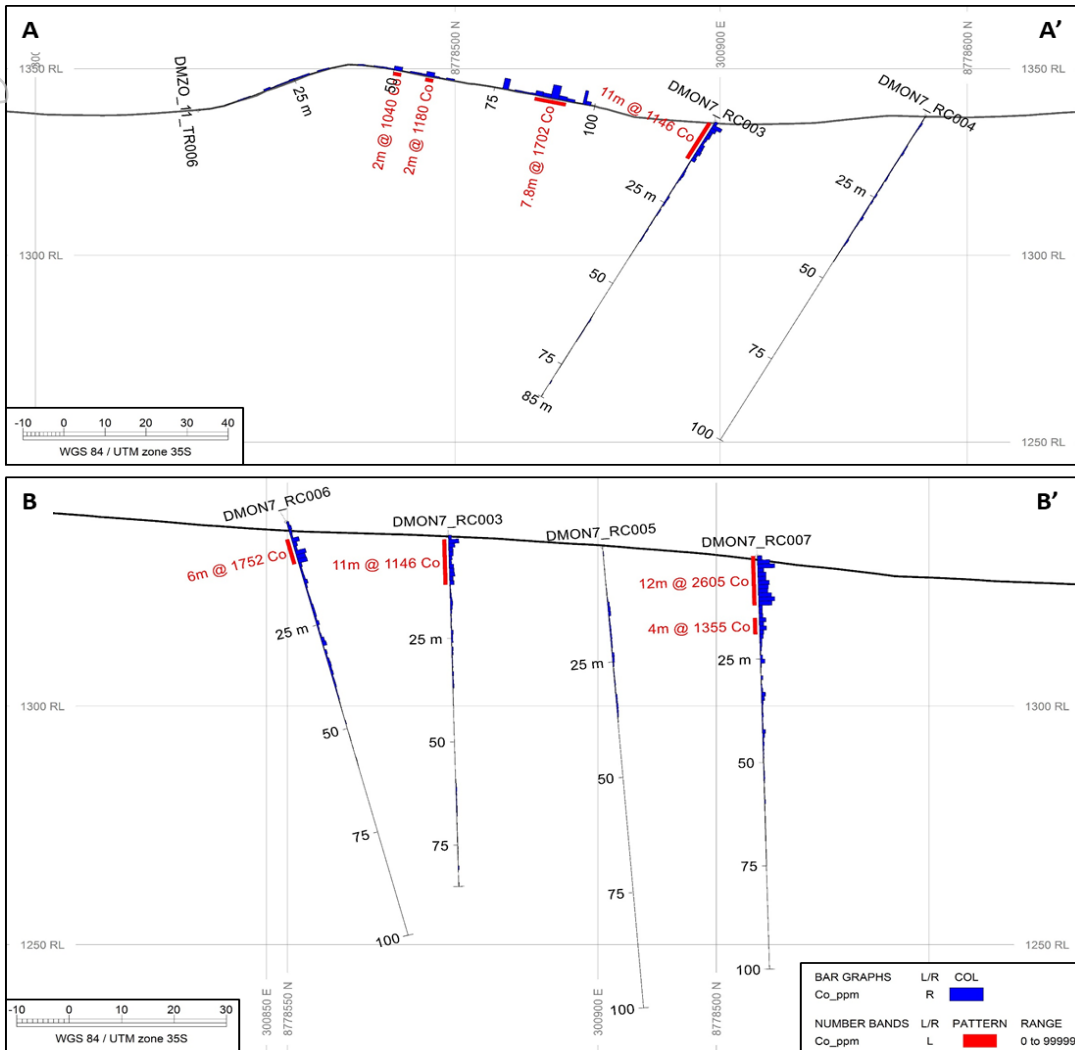 A
A'
8778500 N
300900 E
8778600 N
1350 RL
1350 RL
DMZO_11_TR006
25 m
50
2m @ 1040 Co
2m @ 1180 Co
75
7.8m @ 1702 Co
100
11m @ 1146 Co
DMON7_RC003
DMON7_RC004
25 m
25 m
1300 RL
1300 RL
50
50
75
75
85 m
100
1250 RL
1250 RL
-10 0 10 20 30 40
WGS 84 / UTM zone 35S
B
B'
DMON7_RC006
DMON7_RC003
DMON7_RC005
DMON7_RC007
6m @ 1752 Co
11m @ 1146 Co
12m @ 2605 Co
4m @ 1355 Co
25 m
25 m
25 m
25 m
1300 RL
1300 RL
50
50
50
50
75
75
75
75
100
100
100
1250 RL
300850 E
8778550 N
300900 E
8778500 N
-10 0 10 20 30
WGS 84 / UTM zone 35S
BAR GRAPHS L/R COL
Co_ppm R
NUMBER BANDS L/R PATTERN RANGE
Co_ppm L 0 to 99999